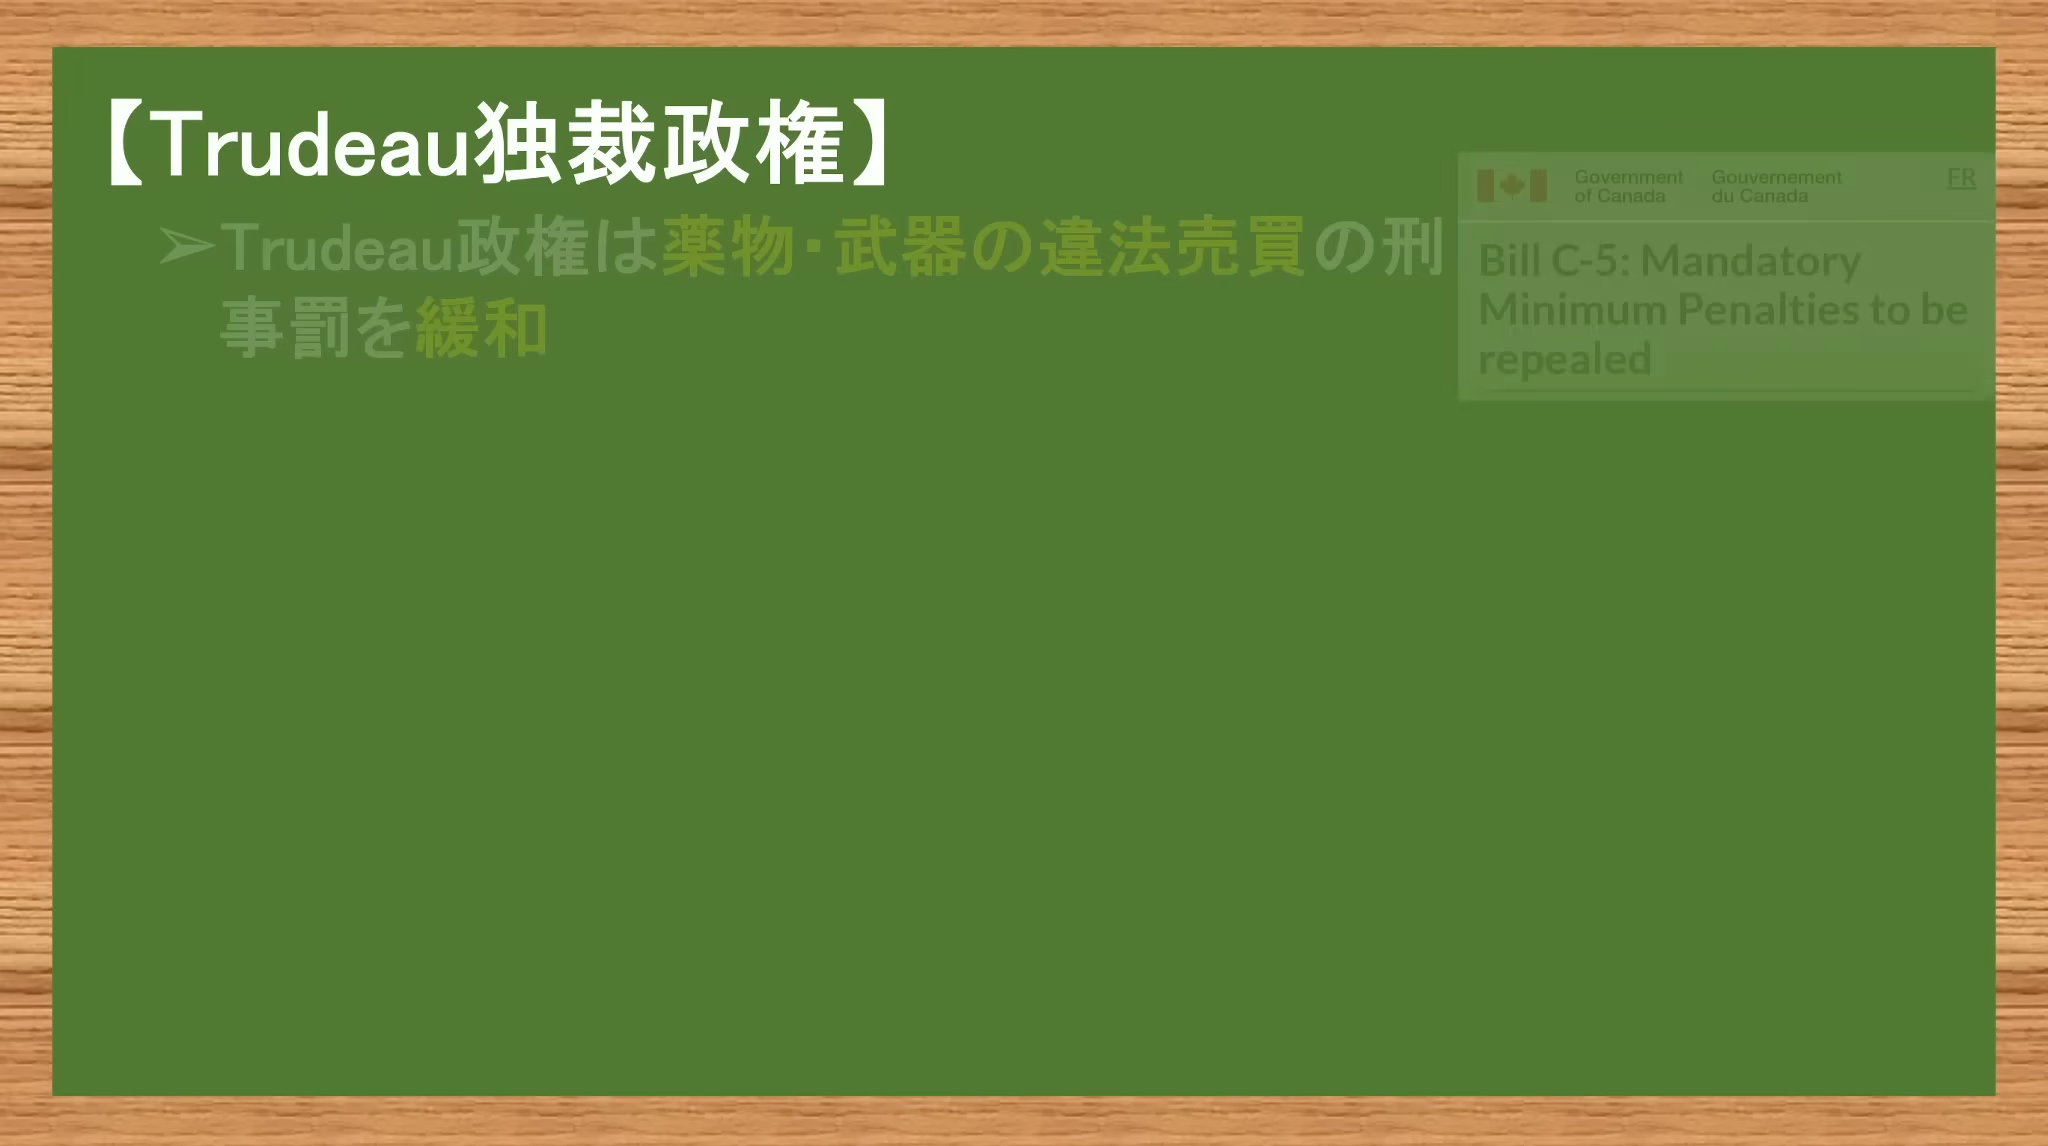 【Trudeau独裁政権】
➢Trudeau政権は薬物・武器の違法売買の刑
事罰を緩和
Government of Canada
Gouvernement du Canada
FR
Bill C-5: Mandatory
Minimum Penalties to be
repealed